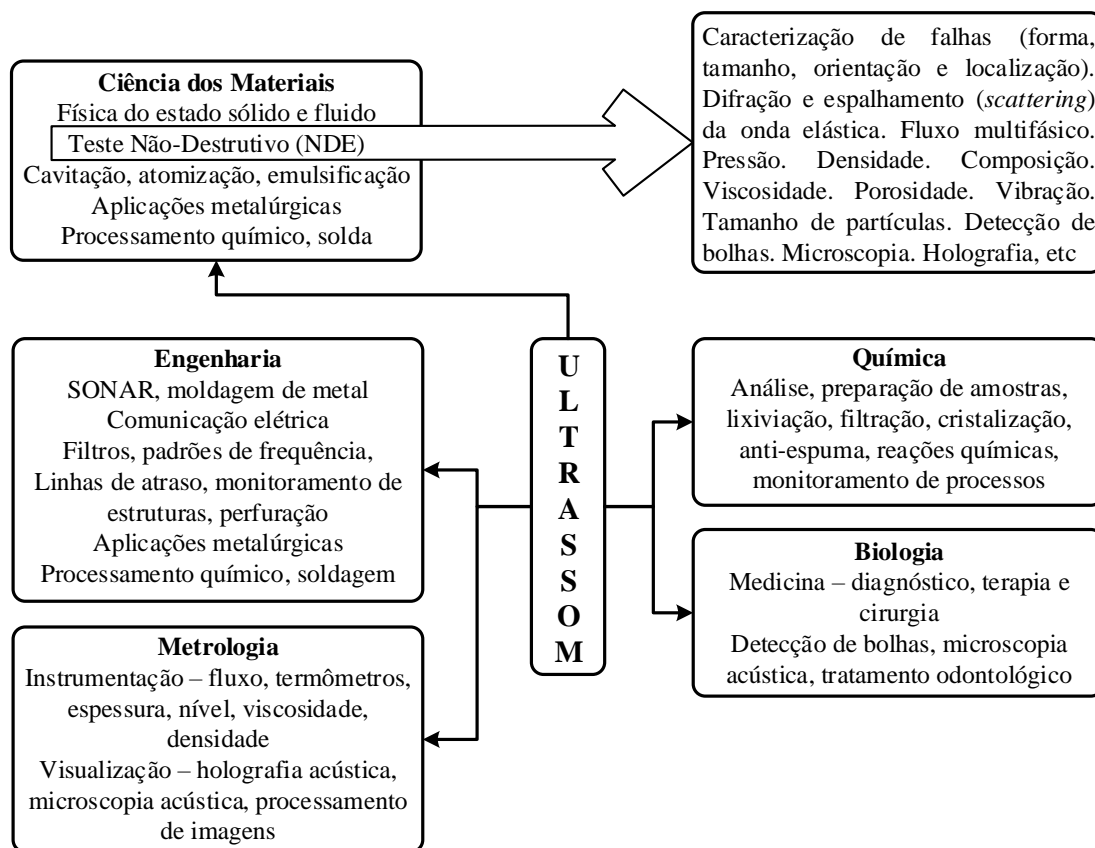 Ciência dos Materiais
Física do estado sólido e fluido
Teste Não-Destrutivo (NDE)
Cavitação, atomização, emulsificação
Aplicações metalúrgicas
Processamento químico, solda
Caracterização de falhas (forma,
tamanho, orientação e localização).
Difração e espalhamento (scattering)
da onda elástica. Fluxo multifásico.
Pressão. Densidade. Composição.
Viscosidade. Porosidade. Vibração.
Tamanho de partículas. Detecção de
bolhas. Microscopia. Holografia, etc
Engenharia
SONAR, moldagem de metal
Comunicação elétrica
Filtros, padrões de frequência,
Linhas de atraso, monitoramento de
estruturas, perfuração
Aplicações metalúrgicas
Processamento químico, soldagem
Metrologia
Instrumentação – fluxo, termômetros,
espessura, nível, viscosidade,
densidade
Visualização – holografia acústica,
microscopia acústica, processamento
de imagens
U
L
T
R
A
S
S
O
M
Química
Análise, preparação de amostras,
lixiviação, filtração, cristalização,
anti-espuma, reações químicas,
monitoramento de processos
Biologia
Medicina – diagnóstico, terapia e
cirurgia
Detecção de bolhas, microscopia
acústica, tratamento odontológico